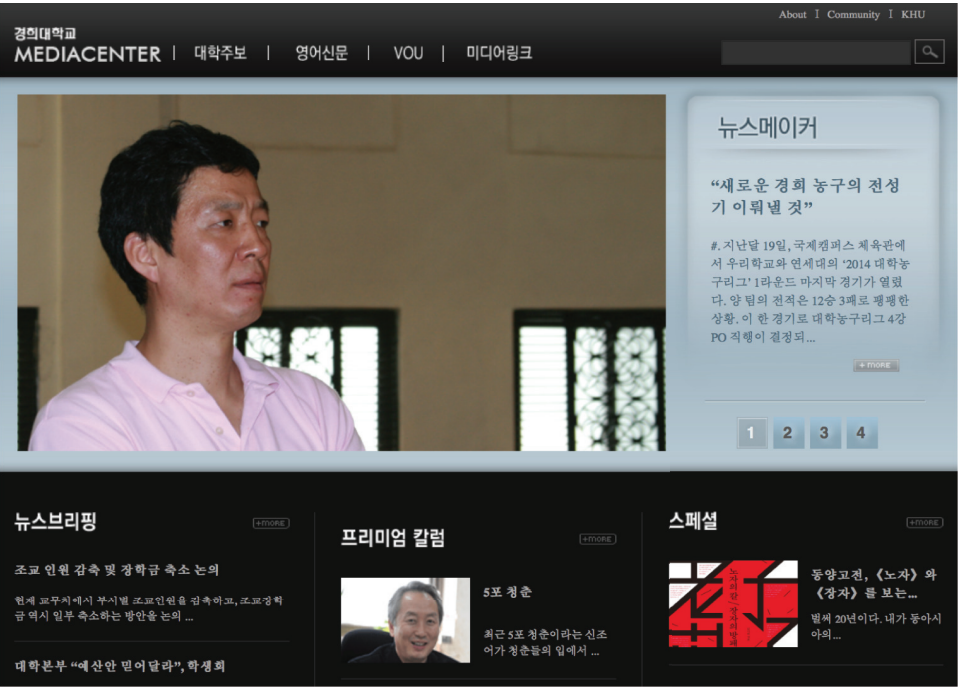 About I Community I KHU
경희대학교
MEDIACENTER | 대학주보 | 영어신문 | VOU | 미디어링크
뉴스메이커
“새로운 경희 농구의 전성
기 이뤄낼 것”
#. 지난달 19일, 국제캠퍼스 체육관에
서 우리학교와 연세대의 ‘2014 대학농
구리그’ 1라운드 마지막 경기가 열렸
다. 양 팀의 전적은 12승 3패로 팽팽한
상황. 이 한 경기로 대학농구리그 4강
PO 직행이 결정되...
+ MORE
1 2 3 4
뉴스브리핑
+MORE
조교 인원 감축 및 장학금 축소 논의
현재 교무처에서 부서별 조교인원을 감축하고, 조교장학
금 역시 일부 축소하는 방안을 논의 ...
대학본부 “예산안 믿어달라”, 학생회
프리미엄 칼럼
+MORE
5포 청춘
최근 5포 청춘이라는 신조
어가 청춘들의 입에서 ...
스페셜
+MORE
노자의 칼 / 장자의 방패
동양고전, 《노자》와
《장자》를 보는...
벌써 20년이다. 내가 동아시
아의...